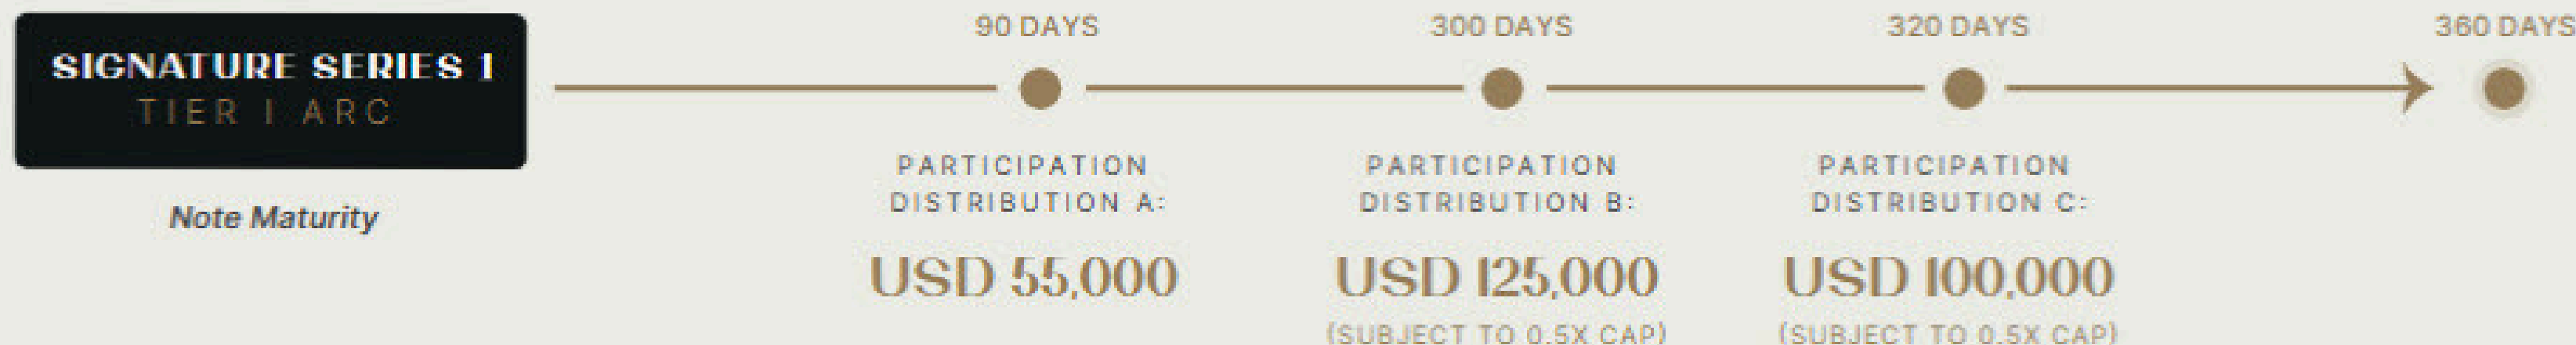 SIGNATURE SERIES 1
TIER I ARC
Note Maturity
90 DAYS
PARTICIPATION
DISTRIBUTION A:
USD 55,000
300 DAYS
PARTICIPATION
DISTRIBUTION B:
USD 125,000
(SUBJECT TO 0.5X CAP)
320 DAYS
PARTICIPATION
DISTRIBUTION C:
USD 100,000
(SUBJECT TO 0.5X CAP)
360 DAYS